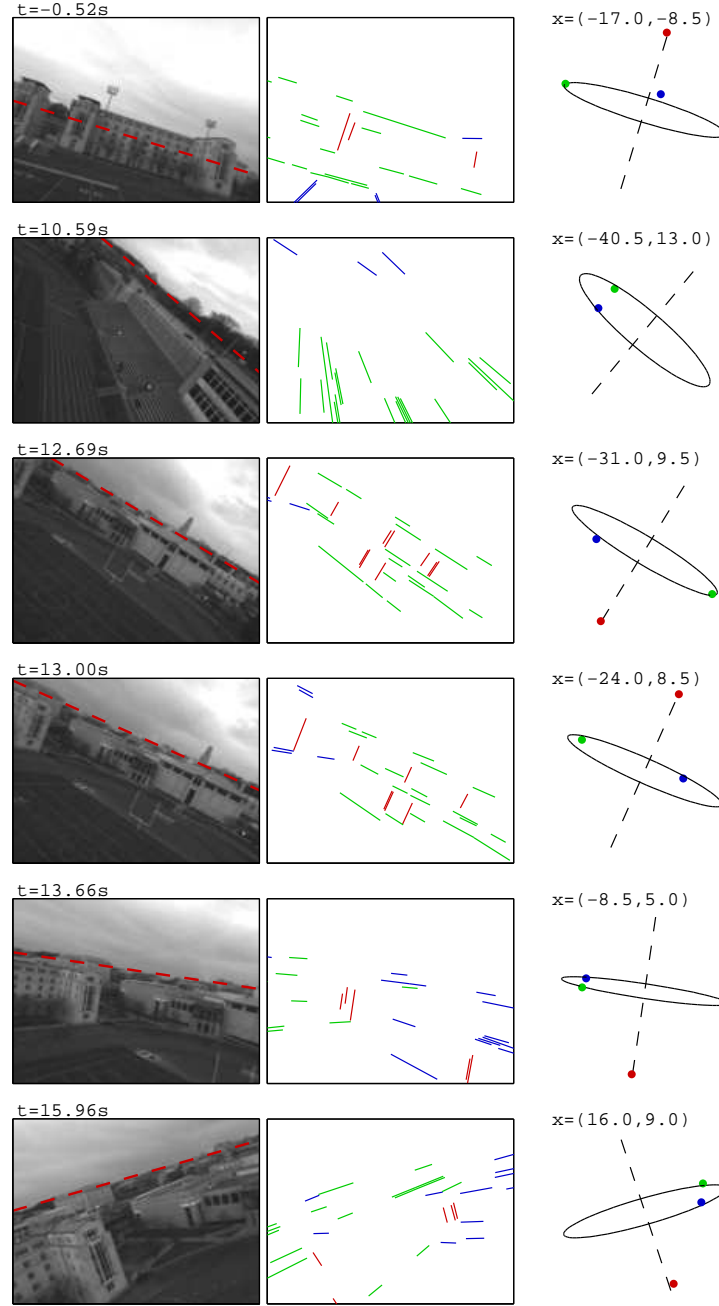 t=−0.52s
x=(−17.0,−8.5)
t=10.59s
x=(−40.5,13.0)
t=12.69s
x=(−31.0,9.5)
t=13.00s
x=(−24.0,8.5)
t=13.66s
x=(−8.5,5.0)
t=15.96s
x=(16.0,9.0)